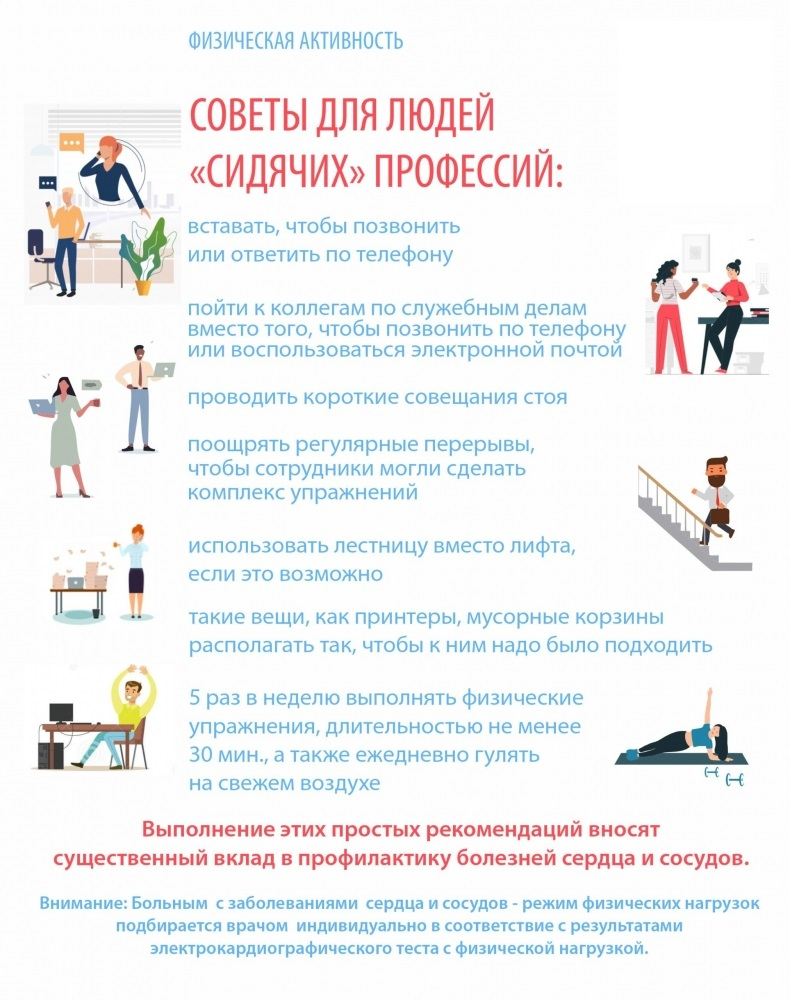 ФИЗИЧЕСКАЯ АКТИВНОСТЬ
СОВЕТЫ ДЛЯ ЛЮДЕЙ
«СИДЯЧИХ» ПРОФЕССИЙ:
вставать, чтобы позвонить
или ответить по телефону
пойти к коллегам по служебным делам
вместо того, чтобы позвонить по телефону
или воспользоваться электронной почтой
проводить короткие совещания стоя
поощрять регулярные перерывы,
чтобы сотрудники могли сделать
комплекс упражнений
использовать лестницу вместо лифта,
если это возможно
такие вещи, как принтеры, мусорные корзины
располагать так, чтобы к ним надо было подходить
5 раз в неделю выполнять физические
упражнения, длительностью не менее
30 мин., а также ежедневно гулять
на свежем воздухе
Выполнение этих простых рекомендаций вносят
существенный вклад в профилактику болезней сердца и сосудов.
Внимание: Больным с заболеваниями сердца и сосудов - режим физических нагрузок
подбирается врачом индивидуально в соответствие с результатами
электрокардиографического теста с физической нагрузкой.